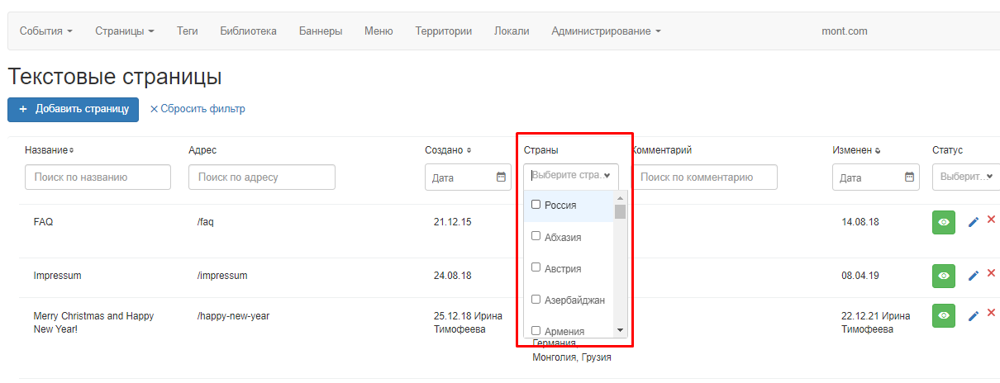 События Страницы Теги Библиотека Баннеры Меню Территории Локали Администрирование mont.com
Текстовые страницы
+ Добавить страницу × Сбросить фильтр
Название Адрес Создано Страны Комментарий Изменен Статус
Поиск по названию Поиск по адресу Дата Выберите стра... Поиск по комментарию Дата Выберит...
Россия
FAQ /faq 21.12.15 14.08.18
Абхазия
Австрия
Impressum /impressum 24.08.18 08.04.19
Азербайджан
Merry Christmas and Happy /happy-new-year 25.12.18 Ирина 22.12.21 Ирина
New Year! Тимофеева Армения Тимофеева
Германия,
Монголия, Грузия